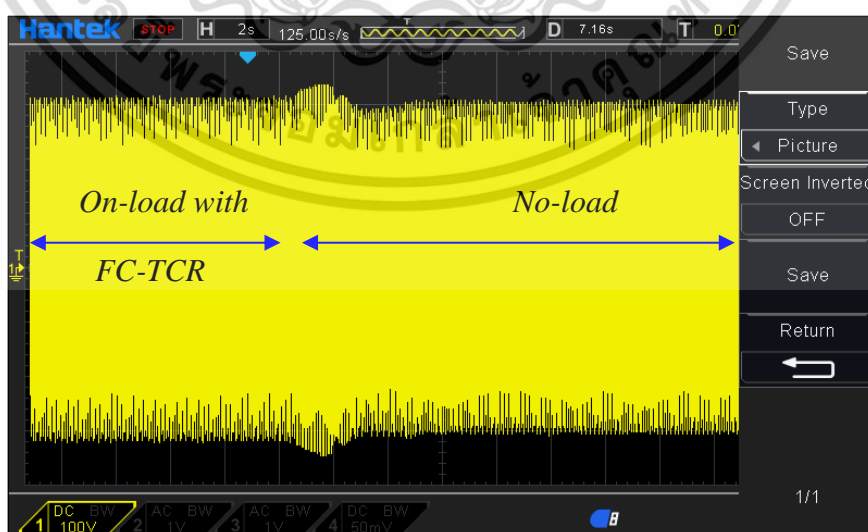 Hantek STOP H 2s 125.00s/s T D 7.16s T
Save
Type
Picture
Screen Inverted
OFF
Save
Return
1/1
On-load with
FC-TCR
No-load
T
1
1 DC BW 100V 2 AC BW 1V 3 AC BW 1V 4 DC BW 50mV